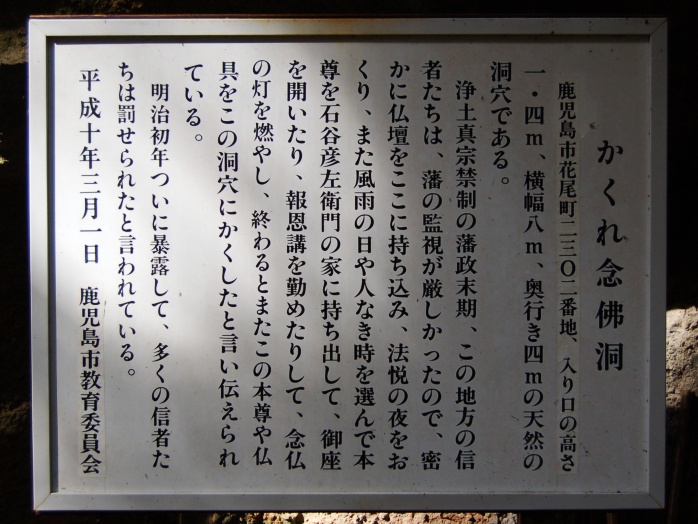 かくれ念佛洞
鹿児島市花尾町二三〇二番地、入り口の高さ
一・四m、横幅八m、奥行き四mの天然の
洞穴である。
浄土真宗禁制の藩政末期、この地方の信
者たちは、藩の監視が厳しかったので、密
かに仏壇をここに持ち込み、法悦の夜をお
くり、また風雨の日や人なき時を選んで本
尊を石谷彦左衛門の家に持ち出して、御座
を開いたり、報恩講を勤めたりして、念仏
の灯を燃やし、終わるとまたこの本尊や仏
具をこの洞穴にかくしたと言い伝えられ
ている。
明治初年ついに暴露して、多くの信者た
ちは罰せられたと言われている。
平成十年三月一日 鹿児島市教育委員会